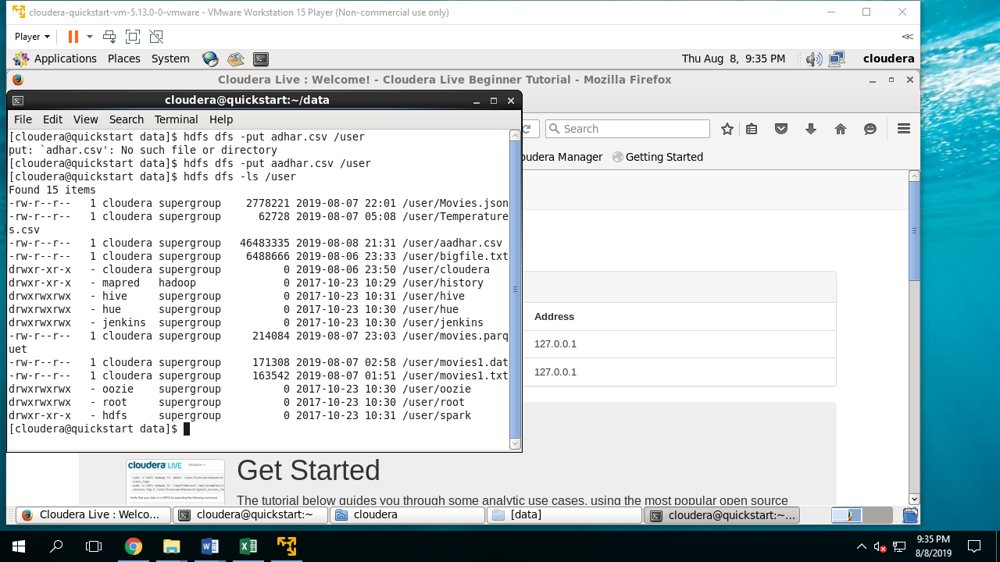 cloudera-quickstart-vm-5.13.0-0-vmware - VMware Workstation 15 Player (Non-commercial use only)
Player
Applications Places System Thu Aug 8, 9:35 PM cloudera
Cloudera Live : Welcome! - Cloudera Live Beginner Tutorial - Mozilla Firefox
cloudera@quickstart:~/data
File Edit View Search Terminal Help
Search
oudera Manager Getting Started
[cloudera@quickstart data]$ hdfs dfs -put adhar.csv /user
put: `adhar.csv': No such file or directory
[cloudera@quickstart data]$ hdfs dfs -put aadhar.csv /user
[cloudera@quickstart data]$ hdfs dfs -ls /user
Found 15 items
-rw-r--r-- 1 cloudera supergroup 2778221 2019-08-07 22:01 /user/Movies.json
-rw-r--r-- 1 cloudera supergroup 62728 2019-08-07 05:08 /user/Temperature
s.csv
-rw-r--r-- 1 cloudera supergroup 46483335 2019-08-08 21:31 /user/aadhar.csv
-rw-r--r-- 1 cloudera supergroup 6488666 2019-08-06 23:33 /user/bigfile.txt
drwxr-xr-x - cloudera supergroup 0 2019-08-06 23:50 /user/cloudera
drwxr-xr-x - mapred hadoop 0 2017-10-23 10:29 /user/history
drwxrwxrwx - hive supergroup 0 2017-10-23 10:31 /user/hive
drwxrwxrwx - hue supergroup 0 2017-10-23 10:30 /user/hue
drwxrwxrwx - jenkins supergroup 0 2017-10-23 10:30 /user/jenkins
-rw-r--r-- 1 cloudera supergroup 214084 2019-08-07 23:03 /user/movies.parq
uet
-rw-r--r-- 1 cloudera supergroup 171308 2019-08-07 02:58 /user/movies1.dat
-rw-r--r-- 1 cloudera supergroup 163542 2019-08-07 01:51 /user/movies1.txt
drwxrwxrwx - oozie supergroup 0 2017-10-23 10:30 /user/oozie
drwxrwxrwx - root supergroup 0 2017-10-23 10:30 /user/root
drwxr-xr-x - hdfs supergroup 0 2017-10-23 10:31 /user/spark
[cloudera@quickstart data]$
Address
127.0.0.1
127.0.0.1
cloudera LIVE Navigation
Verify that your data is in HDFS by executing the following command:
Get Started
The tutorial below guides you through some analytic use cases, using the most popular open source
Cloudera Live : Welco... cloudera@quickstart:~ cloudera [data] cloudera@quickstart:~...
9:35 PM
8/8/2019